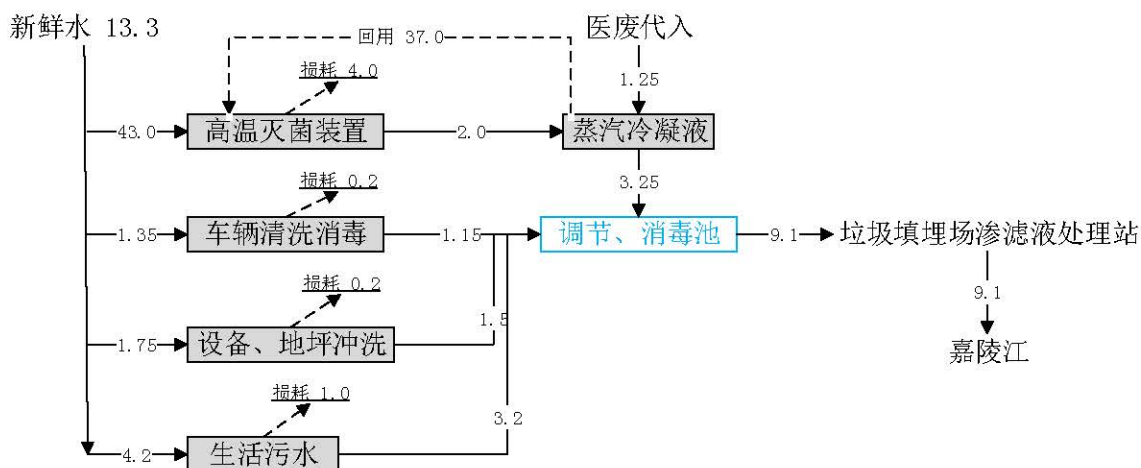 新鲜水 13.3
回用 37.0
医废代入
损耗 4.0
1.25
43.0
高温灭菌装置
2.0
蒸汽冷凝液
损耗 0.2
3.25
1.35
车辆清洗消毒
1.15
调节、消毒池
9.1
垃圾填埋场渗滤液处理站
损耗 0.2
9.1
1.5
1.75
设备、地坪冲洗
嘉陵江
损耗 1.0
3.2
4.2
生活污水